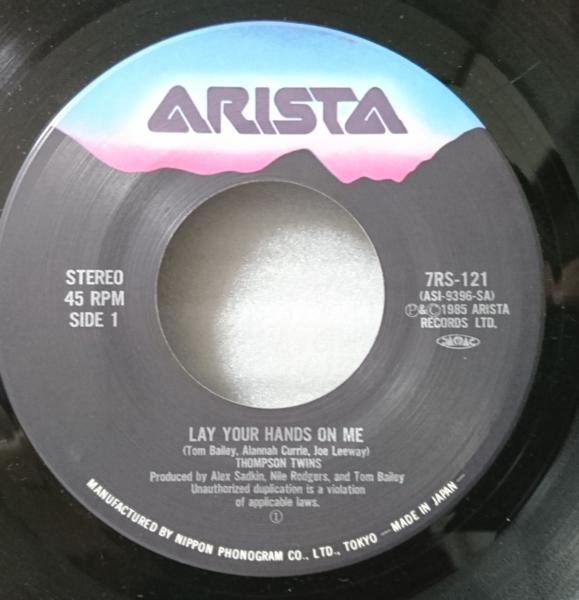 ARISTA
STEREO
45 RPM
SIDE 1
7RS-121
(ASI-9396-SA)
Ⓟ&Ⓒ1985 ARISTA
RECORDS LTD.
LAY YOUR HANDS ON ME
(Tom Bailey, Alannah Currie, Joe Leeway)
THOMPSON TWINS
Produced by Alex Sadkin, Nile Rodgers, and Tom Bailey
Unauthorized duplication is a violation
of applicable laws.
①
MANUFACTURED BY NIPPON PHONOGRAM CO., LTD., TOKYO —MADE IN JAPAN—